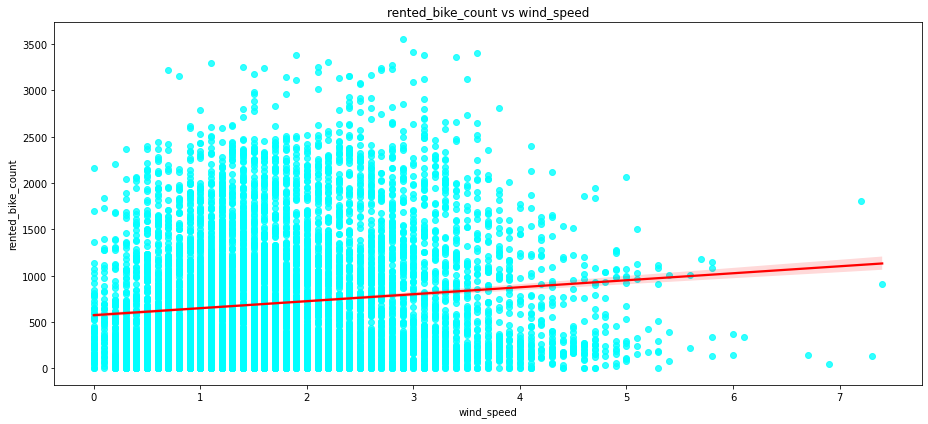 rented_bike_count vs wind_speed
rented_bike_count
3500
3000
2500
2000
1500
1000
500
0
0 1 2 3 4 5 6 7
wind_speed